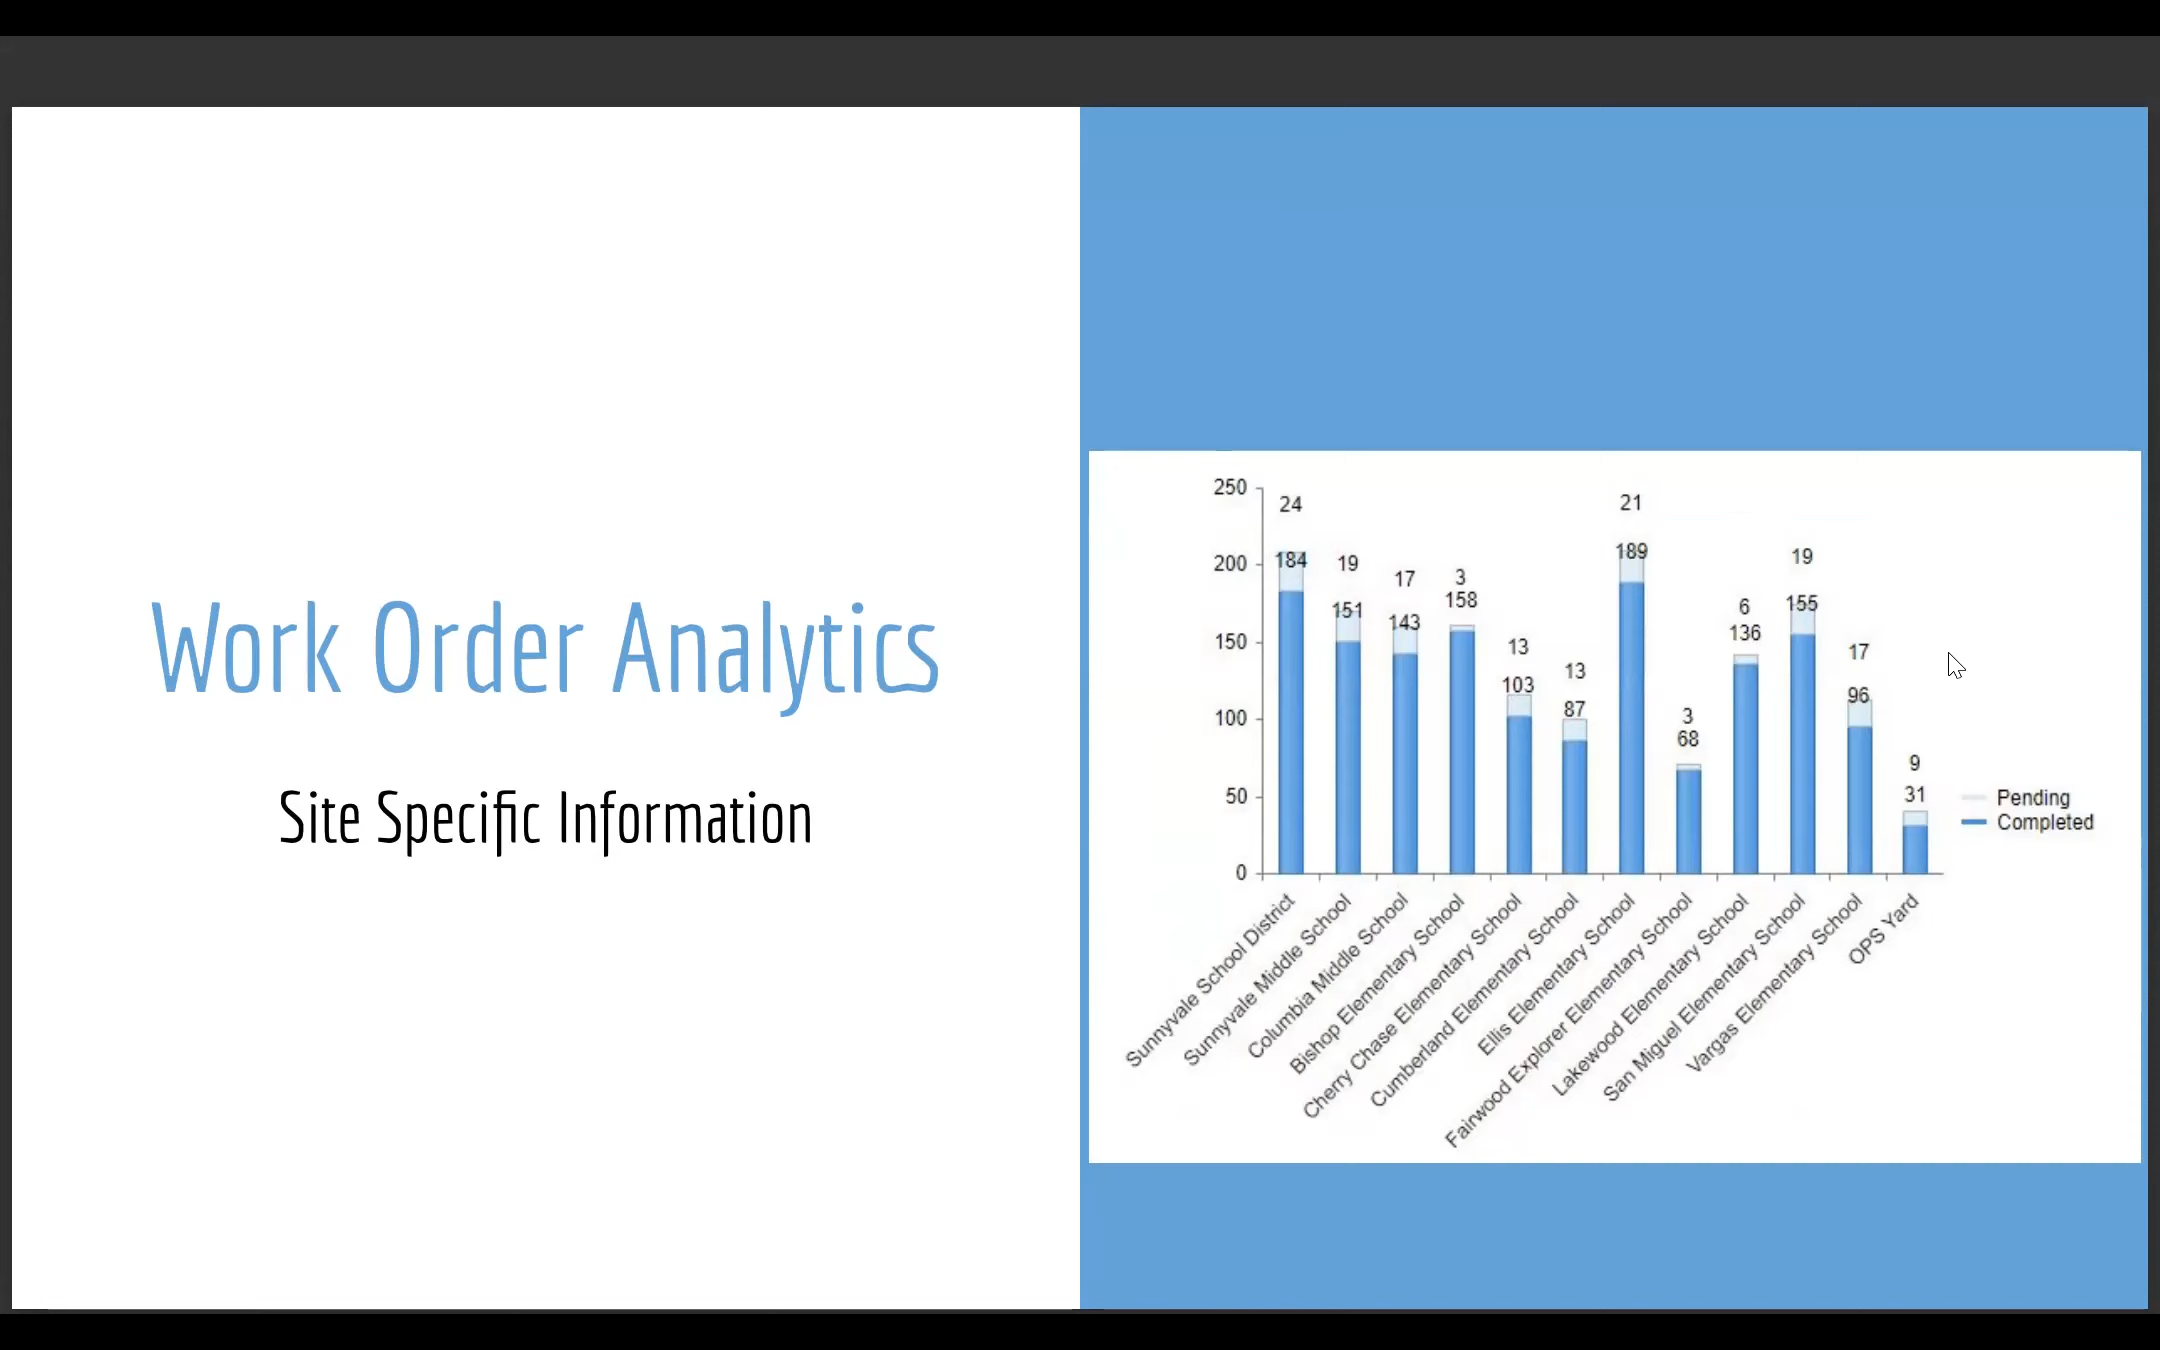 Work Order Analytics
Site Specific Information
250
200
150
100
50
0
24
184
19
151
17
143
3
158
13
103
13
87
21
189
3
68
6
136
19
155
17
96
9
31
Pending
Completed
Sunnyvale School District
Sunnyvale Middle School
Columbia Middle School
Bishop Elementary School
Cherry Chase Elementary School
Cumberland Elementary School
Ellis Elementary School
Fairwood Explorer Elementary School
Lakewood Elementary School
San Miguel Elementary School
Vargas Elementary School
OPS Yard